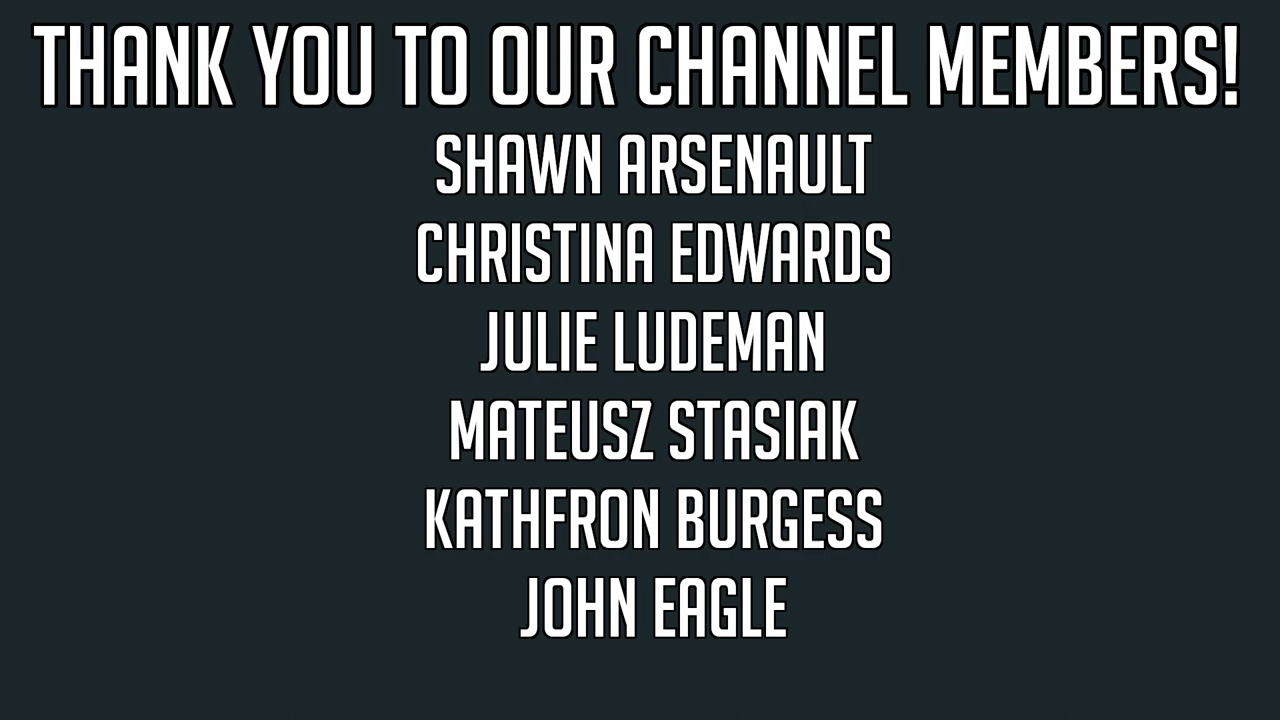 THANK YOU TO OUR CHANNEL MEMBERS!
SHAWN ARSENAULT
CHRISTINA EDWARDS
JULIE LUDEMAN
MATEUSZ STASIAK
KATHFRON BURGESS
JOHN EAGLE